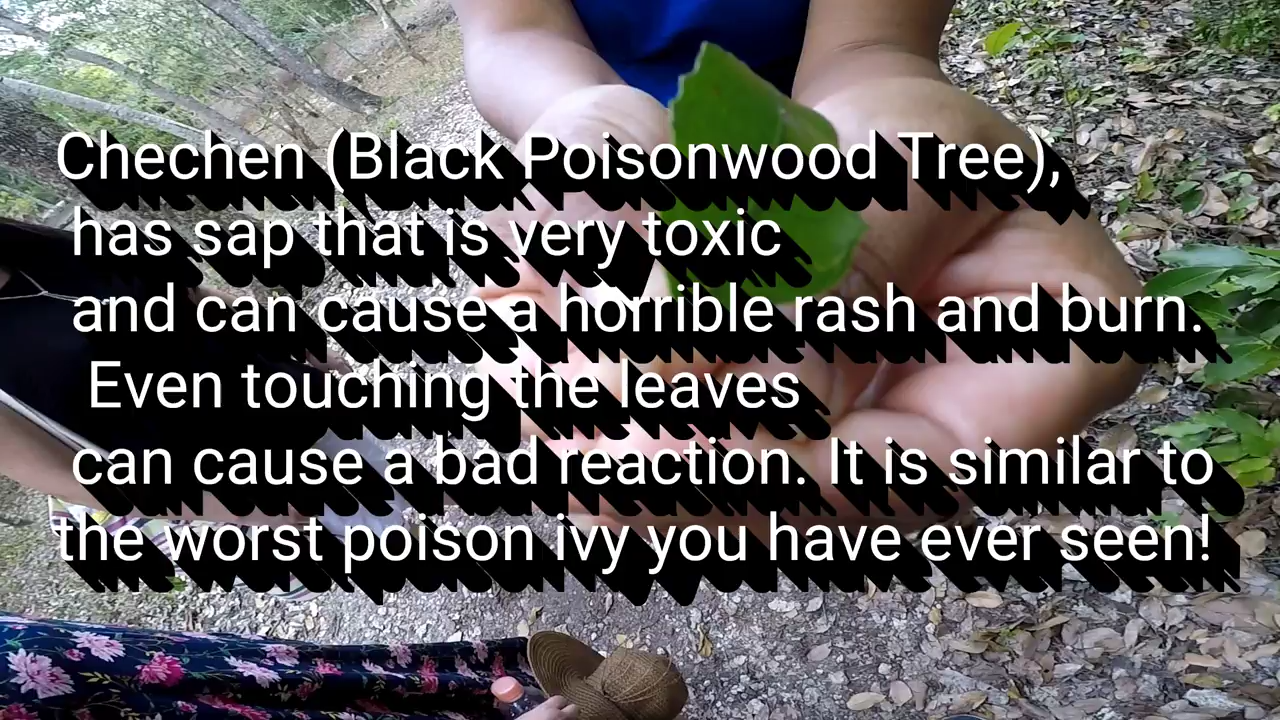 Chechen (Black Poisonwood Tree),
has sap that is very toxic
and can cause a horrible rash and burn.
Even touching the leaves
can cause a bad reaction. It is similar to
the worst poison ivy you have ever seen!